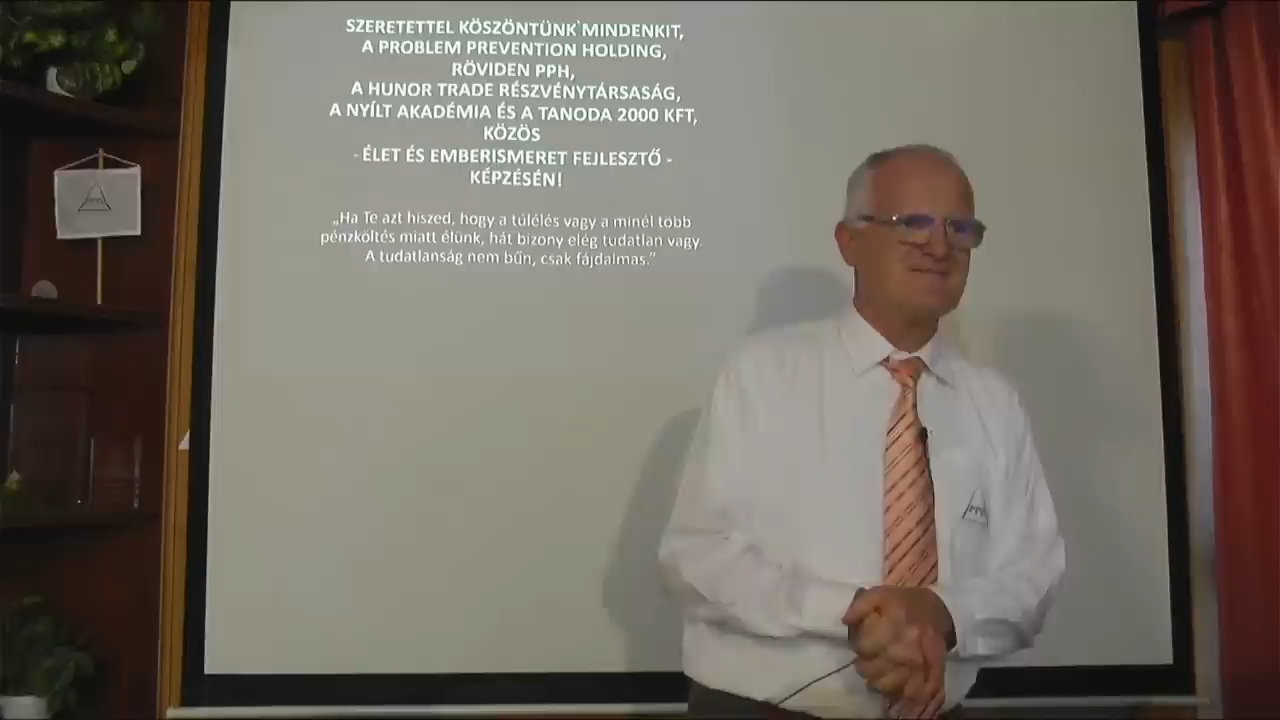 SZERETETTEL KÖSZÖNTÜNK MINDENKIT,
A PROBLEM PREVENTION HOLDING,
RÖVIDEN PPH,
A HUNOR TRADE RÉSZVÉNYTÁRSASÁG,
A NYÍLT AKADÉMIA ÉS A TANODA 2000 KFT,
KÖZÖS
- ÉLET ÉS EMBERISMERET FEJLESZTŐ -
KÉPZÉSÉN!
„Ha Te azt hiszed, hogy a túlélés vagy a minél több
pénzköltés miatt élünk, hát bizony elég tudatlan vagy.
A tudatlanság nem bűn, csak fájdalmas.”